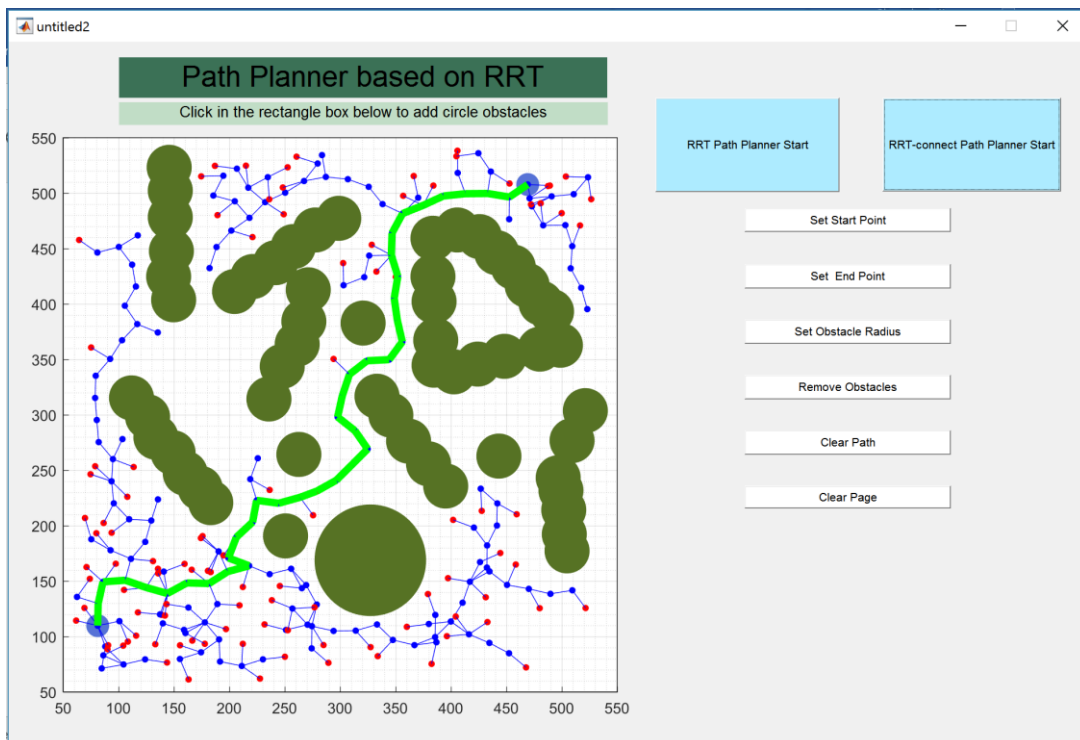 untitled2
Path Planner based on RRT
Click in the rectangle box below to add circle obstacles
RRT Path Planner Start
RRT-connect Path Planner Start
Set Start Point
Set End Point
Set Obstacle Radius
Remove Obstacles
Clear Path
Clear Page
550
500
450
400
350
300
250
200
150
100
50
50 100 150 200 250 300 350 400 450 500 550